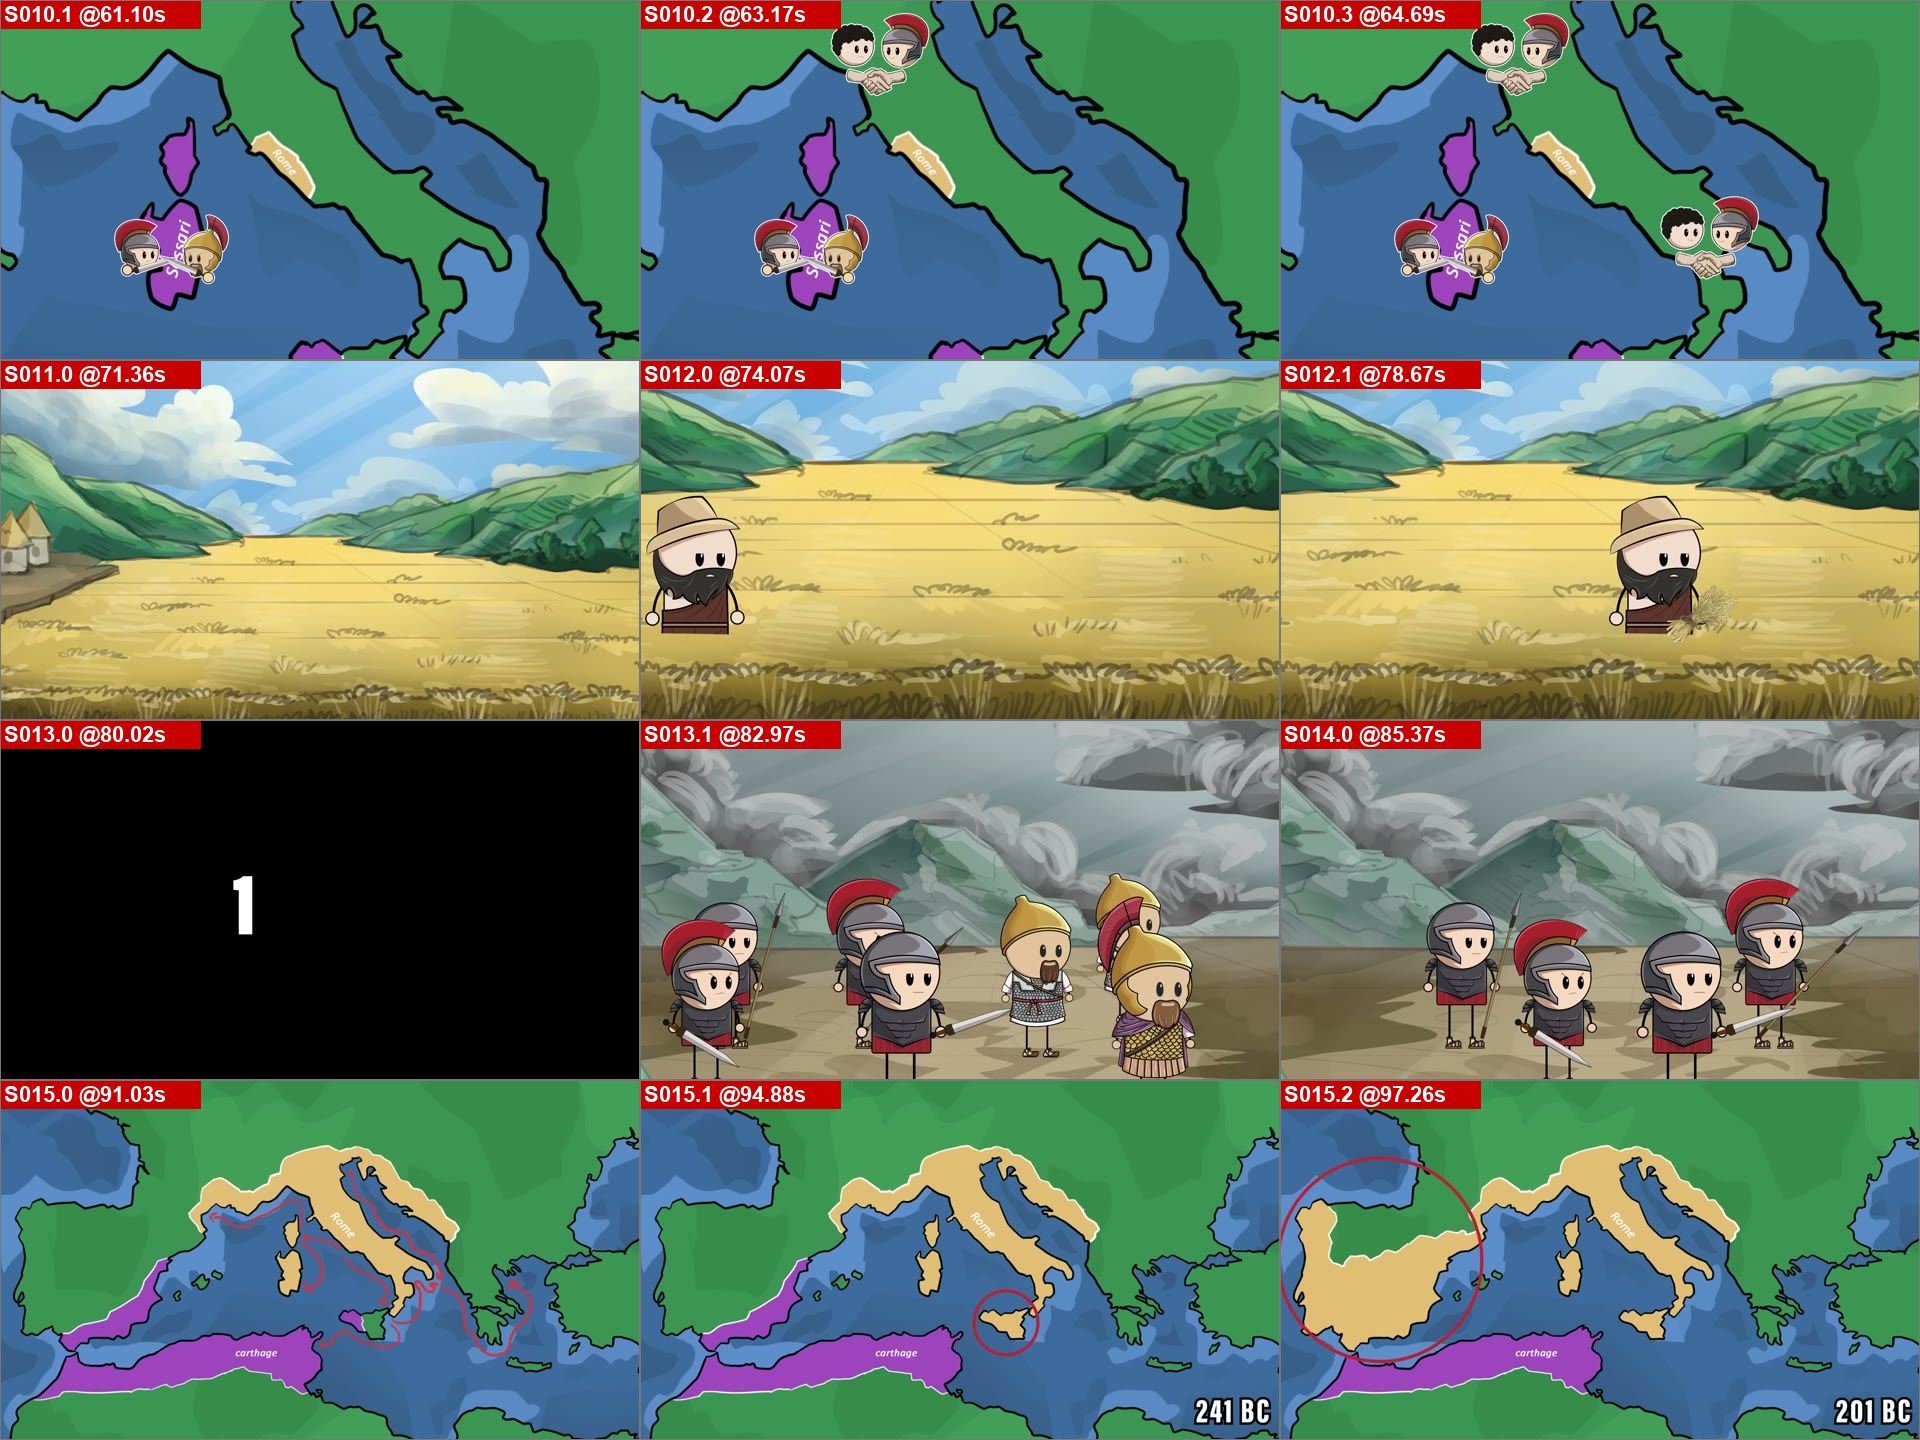 S010.1 @61.10s
S010.2 @63.17s
S010.3 @64.69s
Rome
Rome
Rome
S011.0 @71.36s
S012.0 @74.07s
S012.1 @78.67s
S013.0 @80.02s
S013.1 @82.97s
S014.0 @85.37s
1
S015.0 @91.03s
S015.1 @94.88s
S015.2 @97.26s
Rome
Rome
Rome
carthage
carthage
carthage
241 BC
201 BC